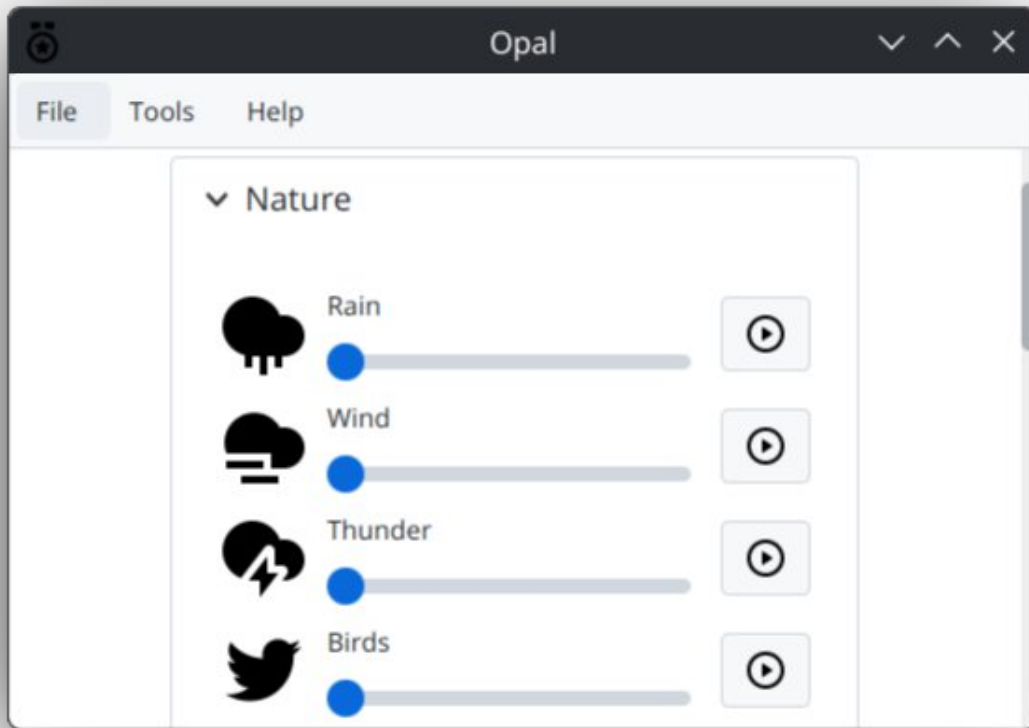 Opal
File Tools Help
Nature
Rain
Wind
Thunder
Birds